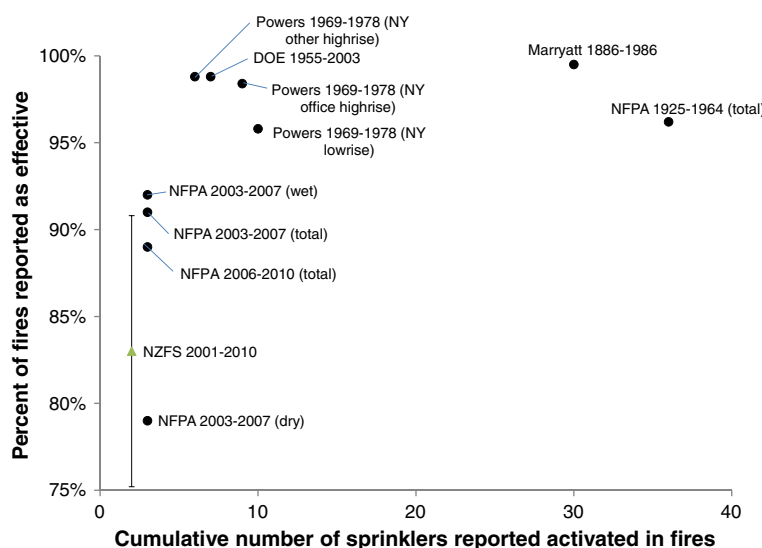 Powers 1969-1978 (NY
other highrise)
DOE 1955-2003
Marryatt 1886-1986
Powers 1969-1978 (NY
office highrise)
NFPA 1925-1964 (total)
Powers 1969-1978 (NY
lowrise)
NFPA 2003-2007 (wet)
NFPA 2003-2007 (total)
NFPA 2006-2010 (total)
NZFS 2001-2010
NFPA 2003-2007 (dry)
100%
95%
90%
85%
80%
75%
0 10 20 30 40
Percent of fires reported as effective
Cumulative number of sprinklers reported activated in fires